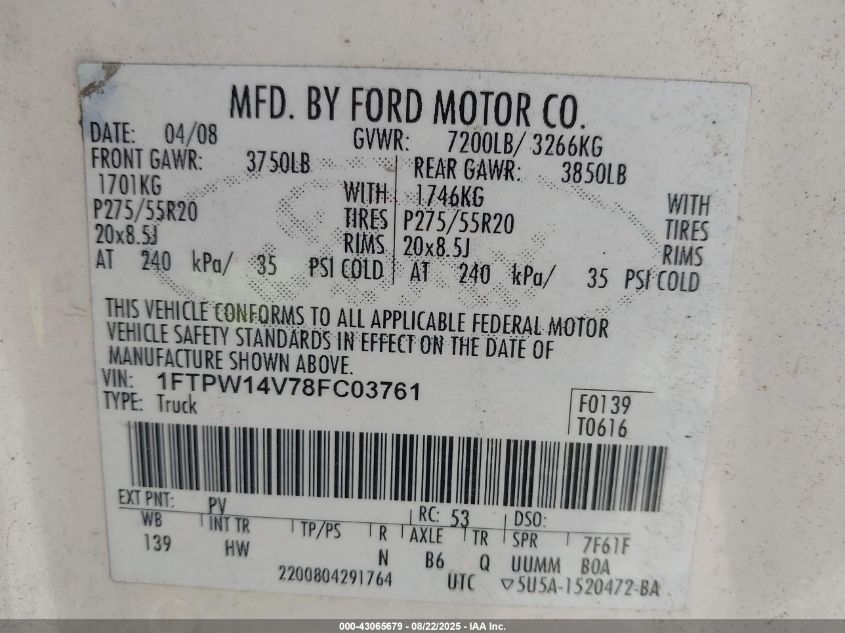 MFD. BY FORD MOTOR CO.
DATE: 04/08 GVWR: 7200LB/ 3266KG
FRONT GAWR: 3750LB REAR GAWR: 3850LB
1701KG WITH 1746KG WITH
P275/55R20 TIRES P275/55R20 TIRES
20x8.5J RIMS 20x8.5J RIMS
AT 240 kPa/ 35 PSI COLD AT 240 kPa/ 35 PSI COLD
THIS VEHICLE CONFORMS TO ALL APPLICABLE FEDERAL MOTOR
VEHICLE SAFETY STANDARDS IN EFFECT ON THE DATE OF
MANUFACTURE SHOWN ABOVE.
VIN: 1FTPW14V78FC03761
TYPE: Truck
F0139
T0616
EXT PNT: PV RC: 53 DSO:
WB INT TR TP/PS R AXLE TR SPR 7F61F
139 HW N B6 Q UUMM BOA
2200804291764 UTC ▽5U5A-1520472-BA
000-43065679 - 08/22/2025 - IAA Inc.